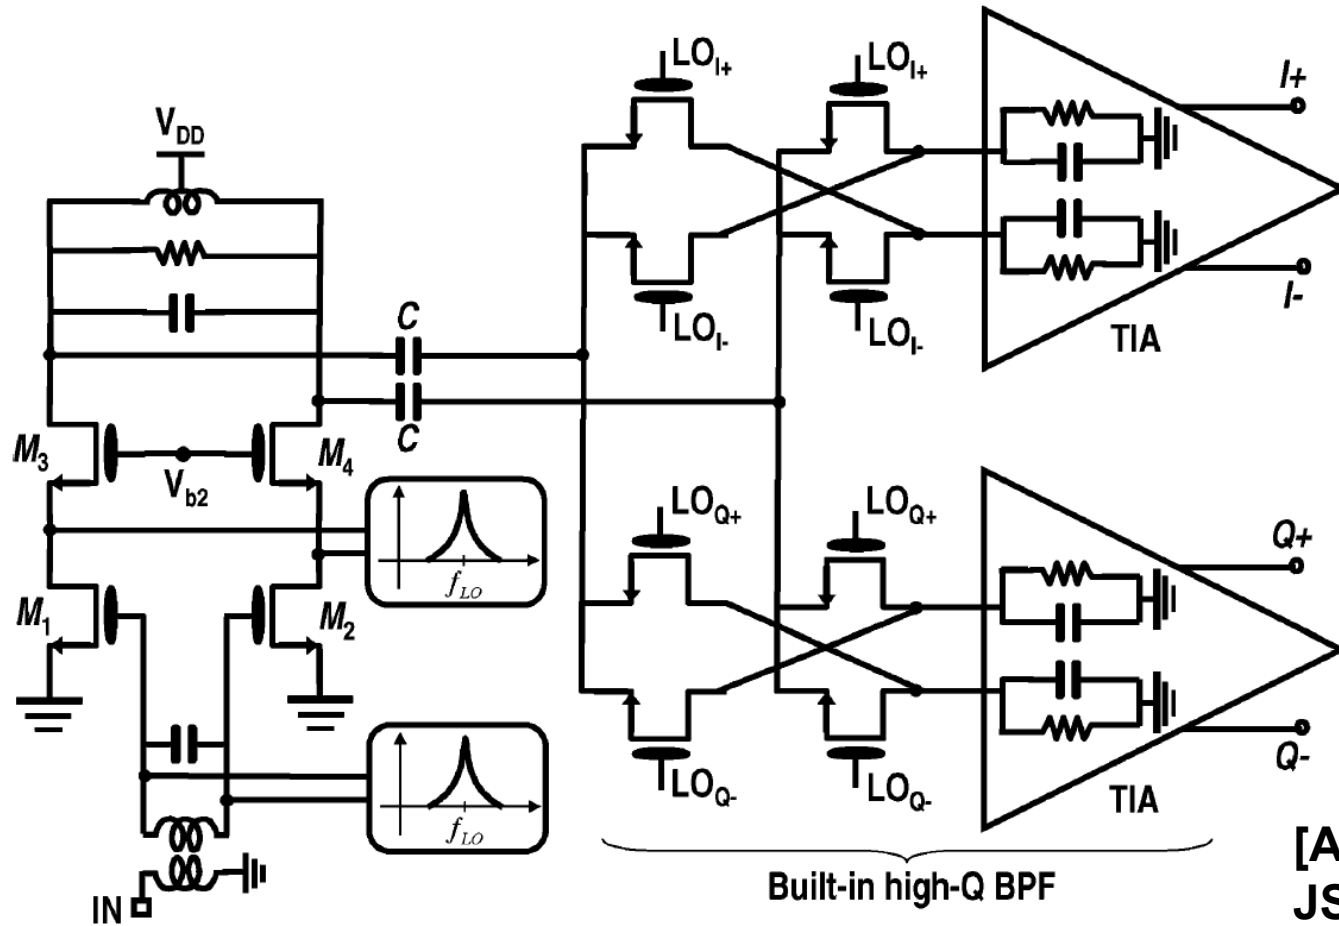 LO_I+
LO_I+
I+
V_DD
LO_I-
LO_I-
I-
TIA
C
C
M_3
V_b2
M_4
LO_Q+
LO_Q+
Q+
f_LO
M_1
M_2
LO_Q-
LO_Q-
Q-
TIA
f_LO
Built-in high-Q BPF
IN
[A
JS